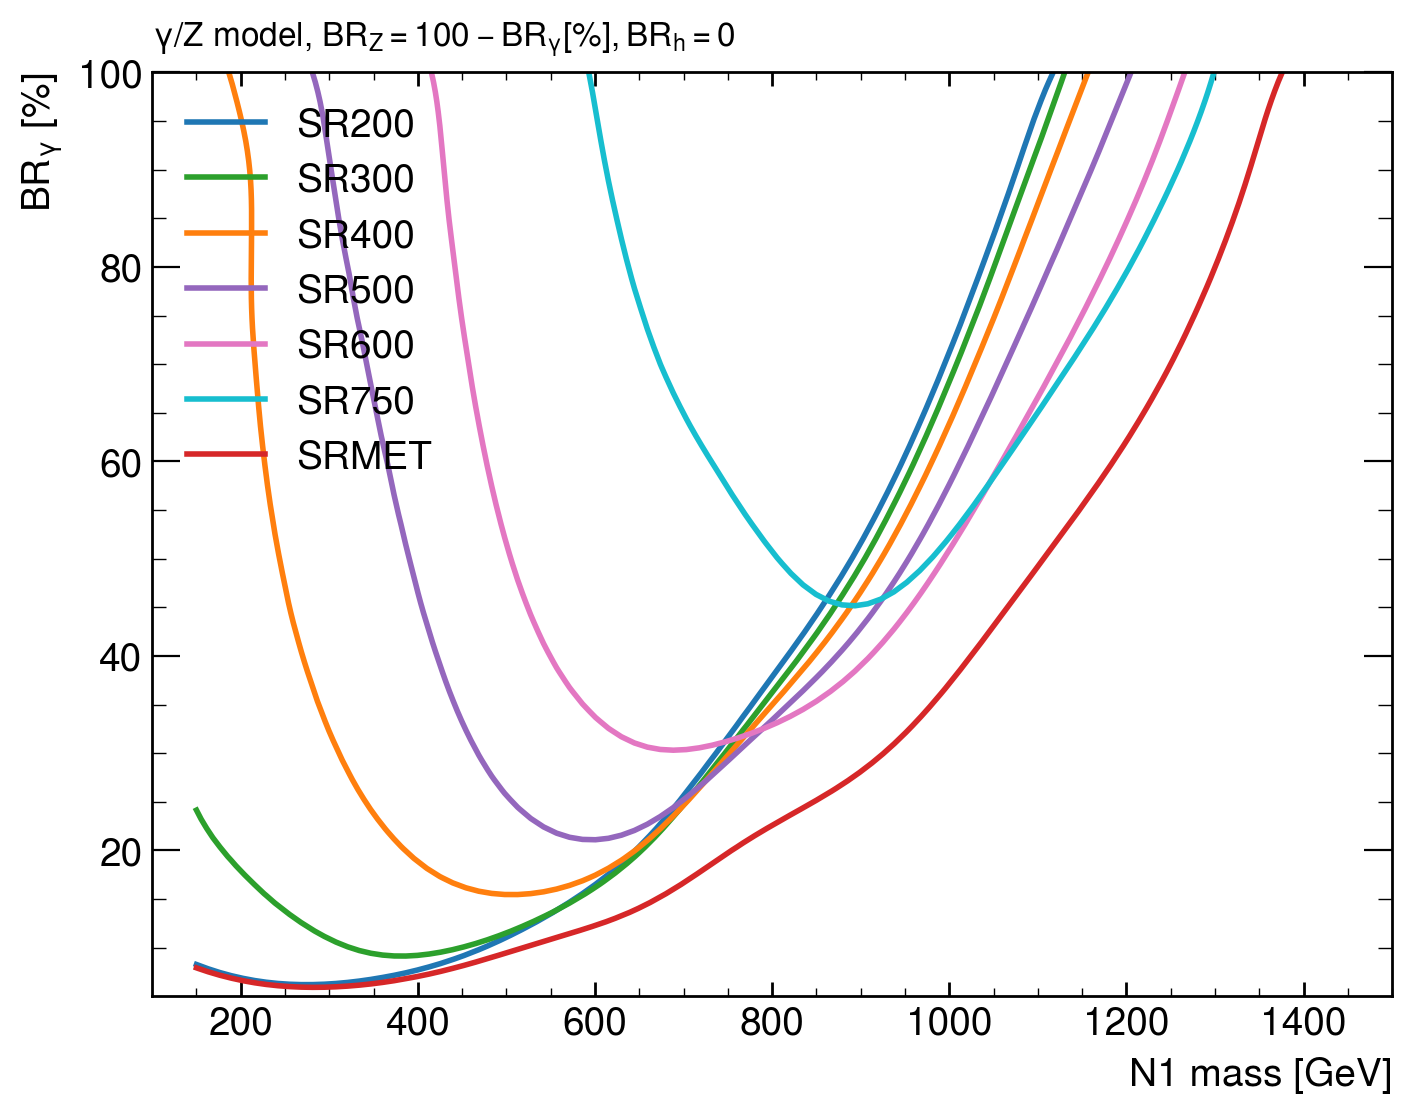 γ/Z model, BR_Z = 100 − BR_γ[%], BR_h = 0
BR_γ [%]
100
80
60
40
20
SR200
SR300
SR400
SR500
SR600
SR750
SRMET
200 400 600 800 1000 1200 1400
N1 mass [GeV]